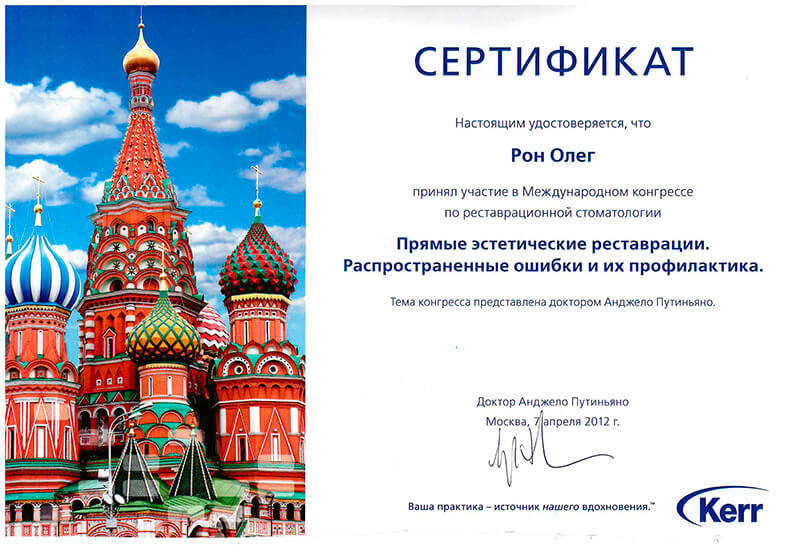 СЕРТИФИКАТ
Настоящим удостоверяется, что
Рон Олег
принял участие в Международном конгрессе
по реставрационной стоматологии
Прямые эстетические реставрации.
Распространенные ошибки и их профилактика.
Тема конгресса представлена доктором Анджело Путиньяно.
Доктор Анджело Путиньяно
Москва, 7 апреля 2012 г.
Ваша практика – источник нашего вдохновения.™
Kerr